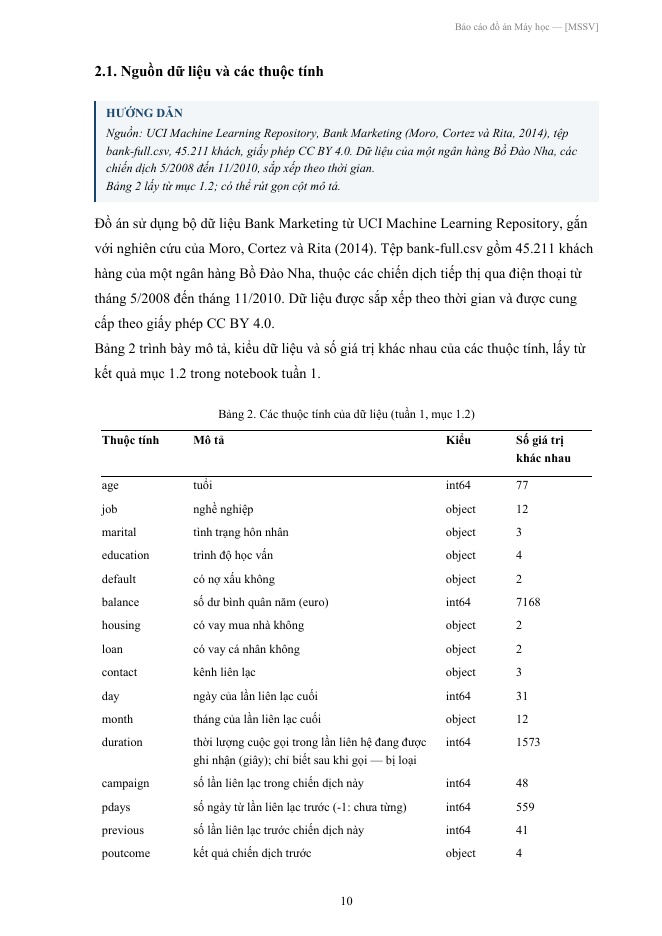 Báo cáo đồ án Máy học — [MSSV]
2.1. Nguồn dữ liệu và các thuộc tính
HƯỚNG DẪN
Nguồn: UCI Machine Learning Repository, Bank Marketing (Moro, Cortez và Rita, 2014), tệp
bank-full.csv, 45.211 khách, giấy phép CC BY 4.0. Dữ liệu của một ngân hàng Bồ Đào Nha, các
chiến dịch 5/2008 đến 11/2010, sắp xếp theo thời gian.
Bảng 2 lấy từ mục 1.2; có thể rút gọn cột mô tả.
Đồ án sử dụng bộ dữ liệu Bank Marketing từ UCI Machine Learning Repository, gắn
với nghiên cứu của Moro, Cortez và Rita (2014). Tệp bank-full.csv gồm 45.211 khách
hàng của một ngân hàng Bồ Đào Nha, thuộc các chiến dịch tiếp thị qua điện thoại từ
tháng 5/2008 đến tháng 11/2010. Dữ liệu được sắp xếp theo thời gian và được cung
cấp theo giấy phép CC BY 4.0.
Bảng 2 trình bày mô tả, kiểu dữ liệu và số giá trị khác nhau của các thuộc tính, lấy từ
kết quả mục 1.2 trong notebook tuần 1.
Bảng 2. Các thuộc tính của dữ liệu (tuần 1, mục 1.2)
Thuộc tính Mô tả Kiểu Số giá trị
khác nhau
age tuổi int64 77
job nghề nghiệp object 12
marital tình trạng hôn nhân object 3
education trình độ học vấn object 4
default có nợ xấu không object 2
balance số dư bình quân năm (euro) int64 7168
housing có vay mua nhà không object 2
loan có vay cá nhân không object 2
contact kênh liên lạc object 3
day ngày của lần liên lạc cuối int64 31
month tháng của lần liên lạc cuối object 12
duration thời lượng cuộc gọi trong lần liên hệ đang được int64 1573
ghi nhận (giây); chỉ biết sau khi gọi — bị loại
campaign số lần liên lạc trong chiến dịch này int64 48
pdays số ngày từ lần liên lạc trước (-1: chưa từng) int64 559
previous số lần liên lạc trước chiến dịch này int64 41
poutcome kết quả chiến dịch trước object 4
10